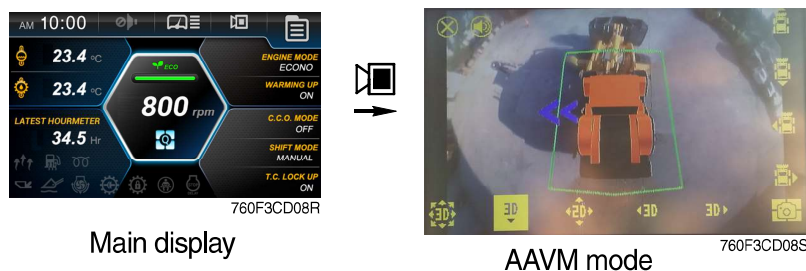 AM 10:00
23.4 ℃
23.4 ℃
LATEST HOURMETER
34.5 Hr
ECO
800 rpm
Q
ENGINE MODE
ECONO
WARMING UP
ON
C.C.O. MODE
OFF
SHIFT MODE
MANUAL
T.C. LOCK UP
ON
760F3CD08R
Main display
3D
3D
2D
3D
3D
760F3CD08S
AAVM mode